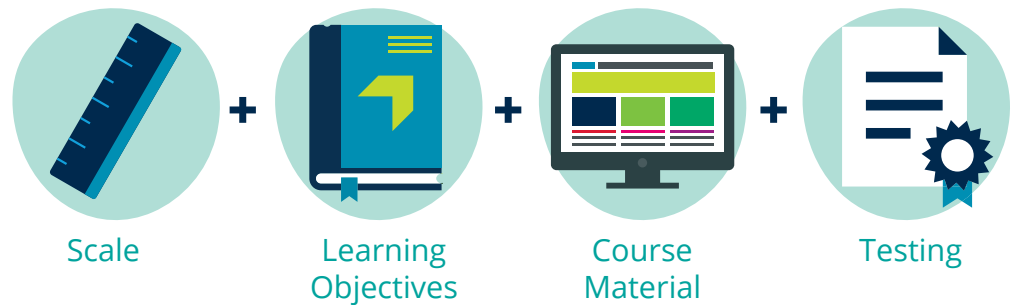 Scale
Learning
Objectives
Course
Material
Testing